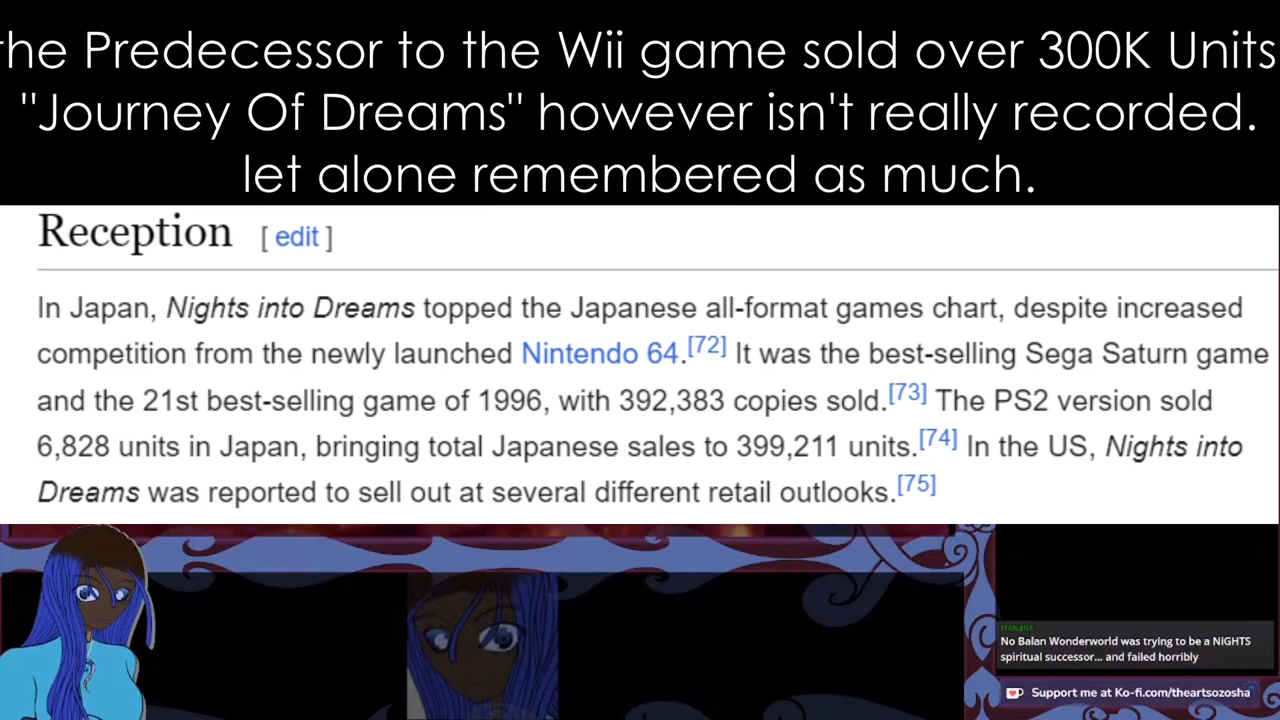 the Predecessor to the Wii game sold over 300K Units
"Journey Of Dreams" however isn't really recorded.
let alone remembered as much.
Reception [ edit ]
In Japan, Nights into Dreams topped the Japanese all-format games chart, despite increased
competition from the newly launched Nintendo 64.[72] It was the best-selling Sega Saturn game
and the 21st best-selling game of 1996, with 392,383 copies sold.[73] The PS2 version sold
6,828 units in Japan, bringing total Japanese sales to 399,211 units.[74] In the US, Nights into
Dreams was reported to sell out at several different retail outlooks.[75]
No Balan Wonderworld was trying to be a NiGHTS
spiritual successor... and failed horribly
Support me at Ko-fi.com/theartsozosha